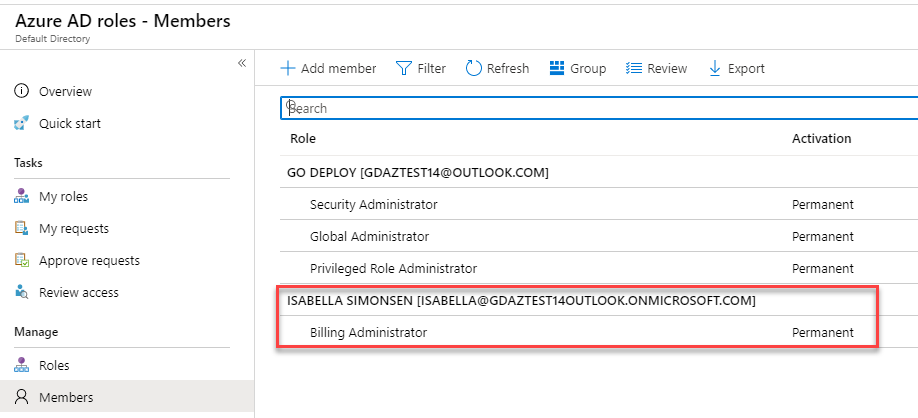 Azure AD roles - Members
Default Directory
«
Overview
Quick start
Tasks
My roles
My requests
Approve requests
Review access
Manage
Roles
Members
Add member Filter Refresh Group Review Export
Search
Role Activation
GO DEPLOY [GDAZTEST14@OUTLOOK.COM]
Security Administrator Permanent
Global Administrator Permanent
Privileged Role Administrator Permanent
ISABELLA SIMONSEN [ISABELLA@GDAZTEST14OUTLOOK.ONMICROSOFT.COM]
Billing Administrator Permanent